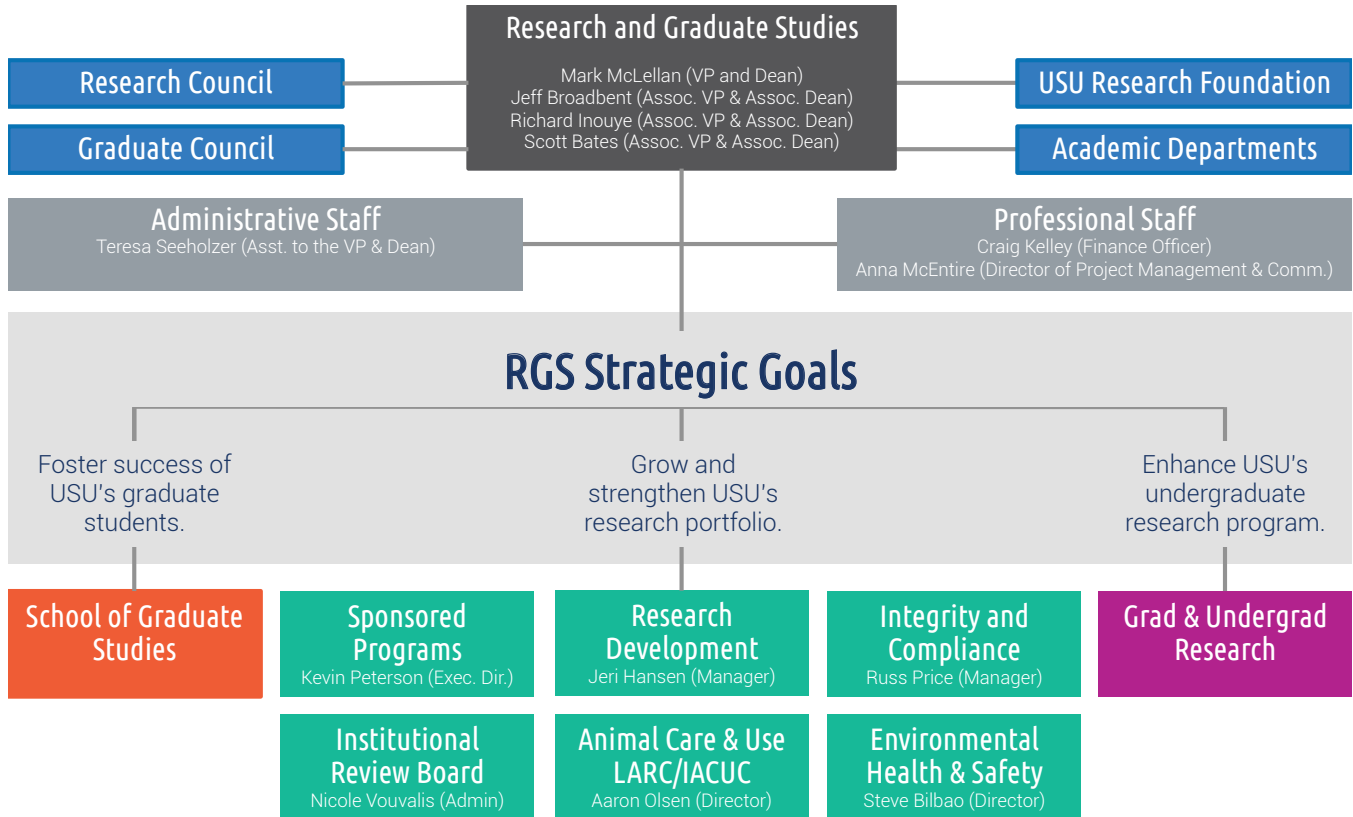 Research and Graduate Studies
Mark McLellan (VP and Dean)
Jeff Broadbent (Assoc. VP & Assoc. Dean)
Richard Inouye (Assoc. VP & Assoc. Dean)
Scott Bates (Assoc. VP & Assoc. Dean)
Research Council
Graduate Council
USU Research Foundation
Academic Departments
Administrative Staff
Teresa Seeholzer (Asst. to the VP & Dean)
Professional Staff
Craig Kelley (Finance Officer)
Anna McEntire (Director of Project Management & Comm.)
RGS Strategic Goals
Foster success of
USU's graduate
students.
Grow and
strengthen USU's
research portfolio.
Enhance USU's
undergraduate
research program.
School of Graduate
Studies
Sponsored
Programs
Kevin Peterson (Exec. Dir.)
Research
Development
Jeri Hansen (Manager)
Integrity and
Compliance
Russ Price (Manager)
Grad & Undergrad
Research
Institutional
Review Board
Nicole Vouvalis (Admin)
Animal Care & Use
LARC/IACUC
Aaron Olsen (Director)
Environmental
Health & Safety
Steve Bilbao (Director)